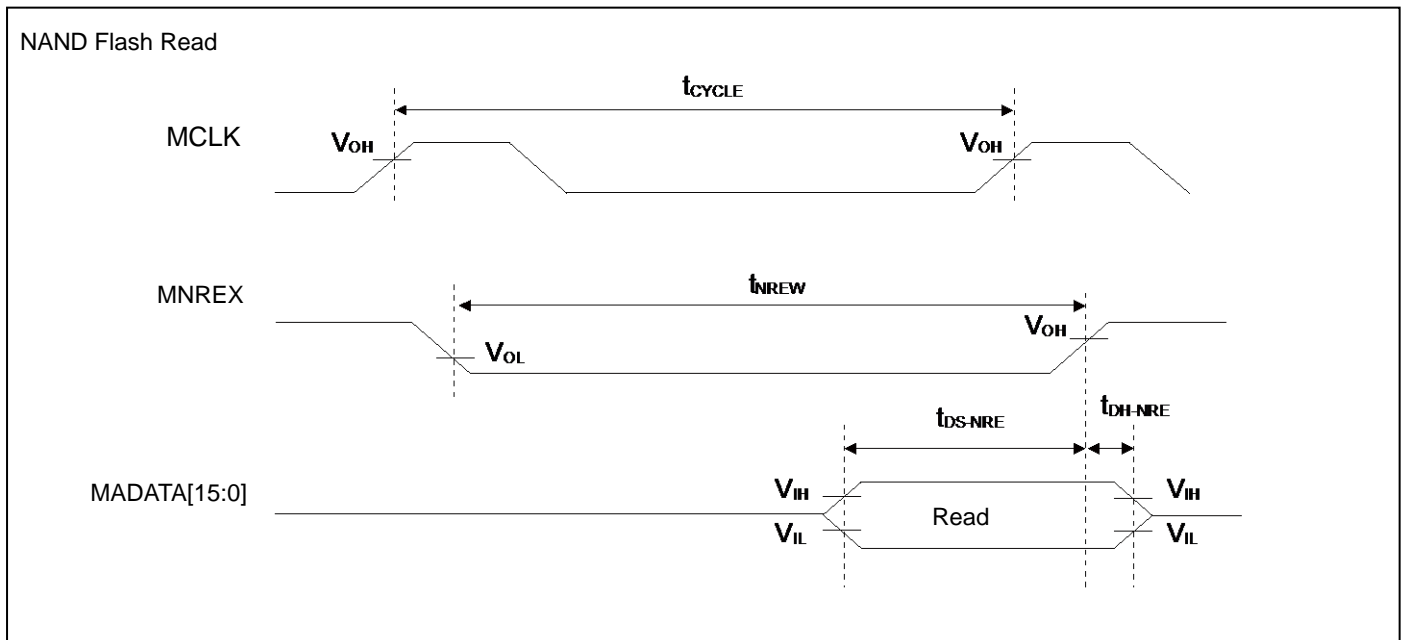 NAND Flash Read
tCYCLE
MCLK
VOH
VOH
tNREW
MNREX
VOH
VOL
tDS-NRE
tDH-NRE
MADATA[15:0]
VIH
VIH
Read
VIL
VIL